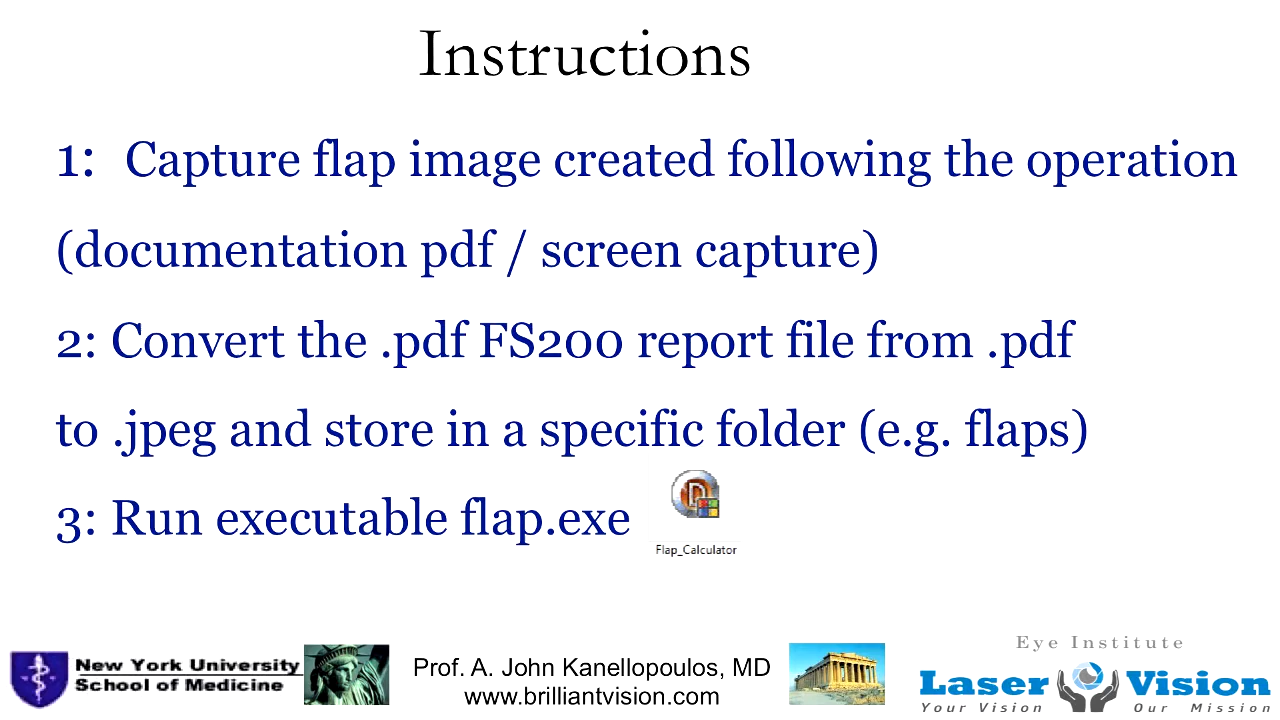 Instructions
1: Capture flap image created following the operation
(documentation pdf / screen capture)
2: Convert the .pdf FS200 report file from .pdf
to .jpeg and store in a specific folder (e.g. flaps)
3: Run executable flap.exe
Flap_Calculator
New York University
School of Medicine
Prof. A. John Kanellopoulos, MD
www.brilliantvision.com
Eye Institute
Laser Vision
Your Vision Our Mission